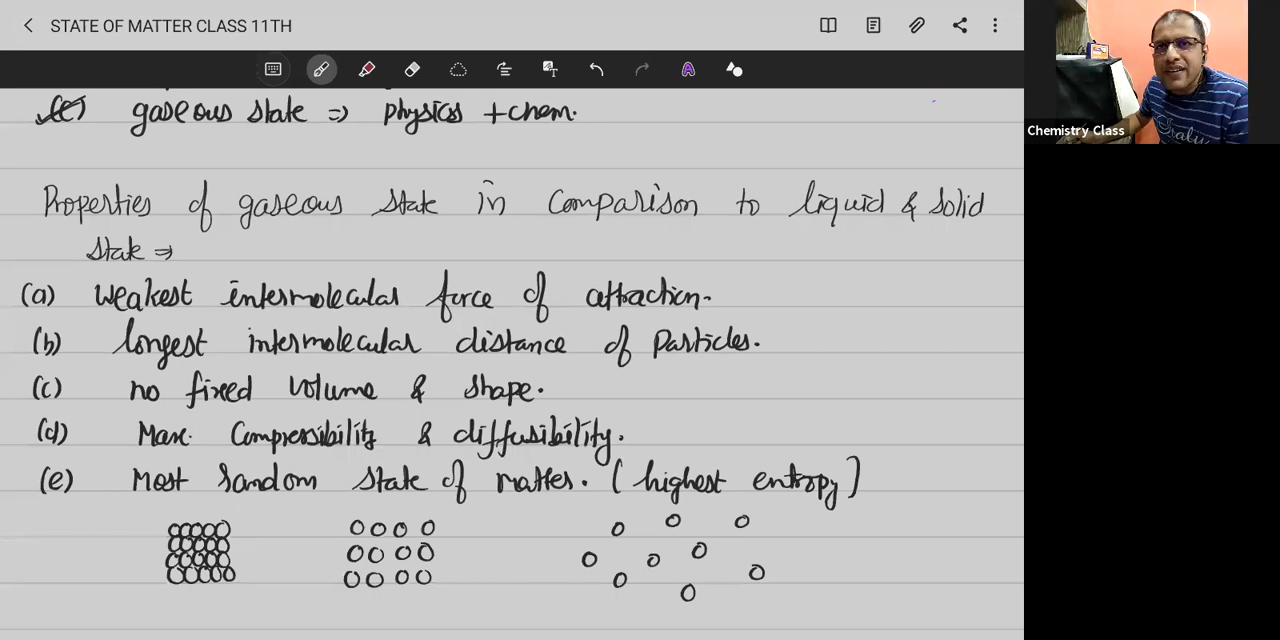 STATE OF MATTER CLASS 11TH
(c) gaseous state ⇒ physics + chem.
Properties of gaseous state in Comparison to liquid & solid
state ⇒
(a) weakest intermolecular force of attraction.
(b) longest intermolecular distance of Particles.
(c) no fixed volume & shape.
(d) Max. Compressibility & diffusibility.
(e) Most random state of matter. (highest entropy)
Chemistry Class